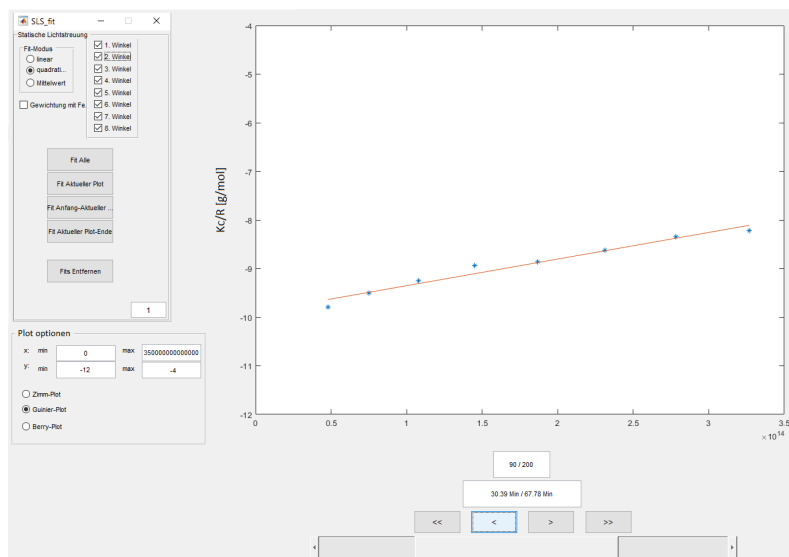 SLS_fit
Statische Lichtstreuung
Fit-Modus
linear
quadrati...
Mittelwert
1. Winkel
2. Winkel
3. Winkel
4. Winkel
5. Winkel
6. Winkel
7. Winkel
8. Winkel
Gewichtung mit Fe.
Fit Alle
Fit Aktueller Plot
Fit Anfang-Aktueller ...
Fit Aktueller Plot-Ende
Fits Entfernen
1
Plot optionen
x: min 0 max 350000000000000
y: min -12 max -4
Zimm-Plot
Guinier-Plot
Berry-Plot
Kc/R [g/mol]
-4
-5
-6
-7
-8
-9
-10
-11
-12
0 0.5 1 1.5 2 2.5 3 3.5
×10^14
90 / 200
30.39 Min / 67.78 Min
<< < > >>